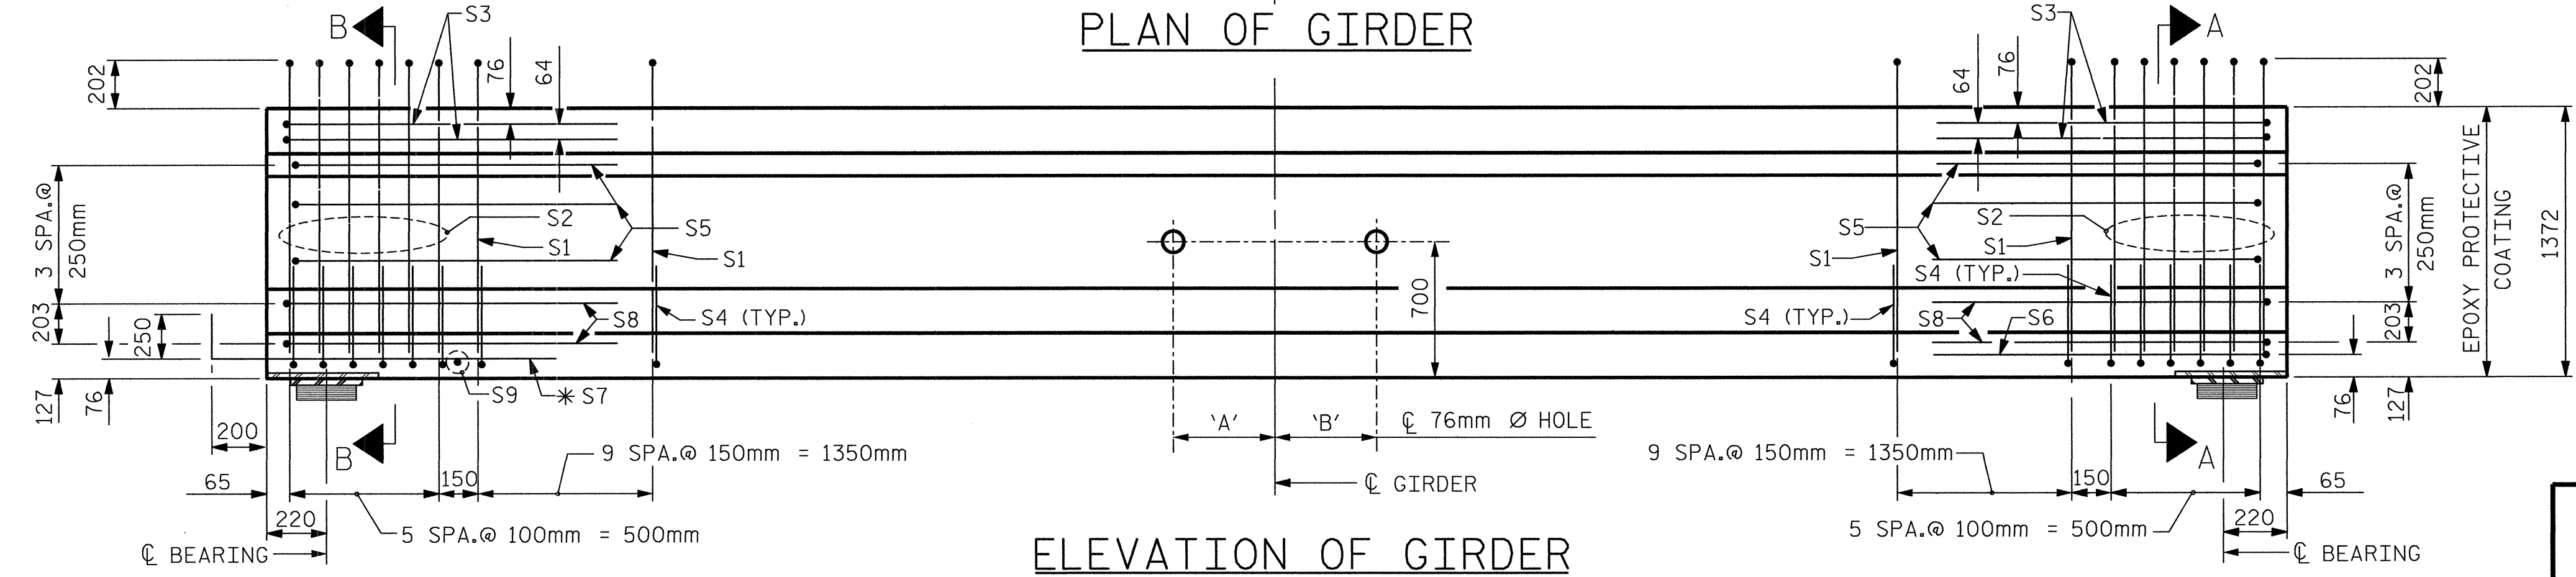 PLAN OF GIRDER
B
S3
S3
A
202
76
64
64
76
202
3 SPA.@
250mm
S2
S1
S5
S1
S5
S2
S1
S1
S4 (TYP.)
3 SPA.@
250mm
EPOXY PROTECTIVE
COATING
1372
203
250
S8
S4 (TYP.)
700
S4 (TYP.)
S8
S6
203
127
76
S9
* S7
76
127
200
B
'A'
'B'
℄ 76mm Ø HOLE
A
9 SPA.@ 150mm = 1350mm
9 SPA.@ 150mm = 1350mm
65
150
℄ GIRDER
150
65
220
5 SPA.@ 100mm = 500mm
5 SPA.@ 100mm = 500mm
220
℄ BEARING
ELEVATION OF GIRDER
℄ BEARING